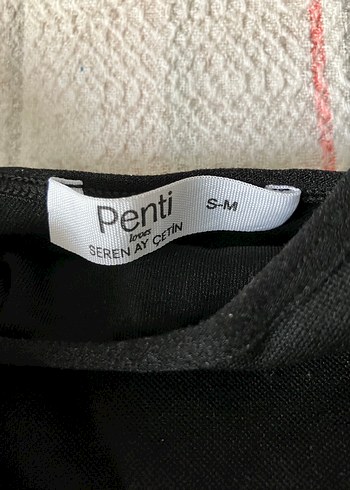 Penti
loves
SEREN AY ÇETİN
S-M